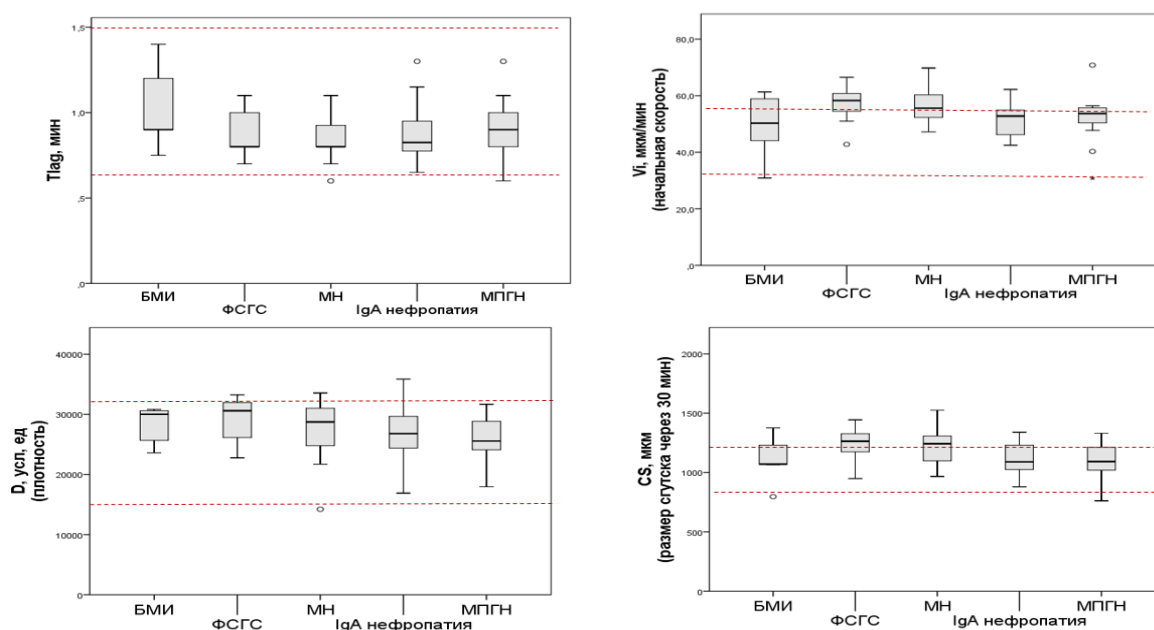 Tlag, мин
1,5
1,0
,5
,0
БМИ
ФСГС
МН
IgA нефропатия
МПГН
Vi, мкм/мин
(начальная скорость)
80,0
60,0
40,0
20,0
,0
БМИ
ФСГС
МН
IgA нефропатия
МПГН
D, усл, ед
(плотность)
40000
30000
20000
10000
0
БМИ
ФСГС
МН
IgA нефропатия
МПГН
CS, мкм
(размер сгутска через 30 мин)
2000
1500
1000
500
0
БМИ
ФСГС
МН
IgA нефропатия
МПГН